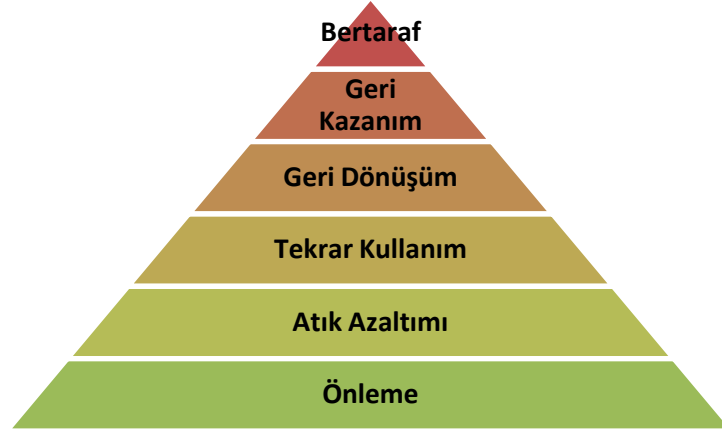 Bertaraf
Geri
Kazanım
Geri Dönüşüm
Tekrar Kullanım
Atık Azaltımı
Önleme